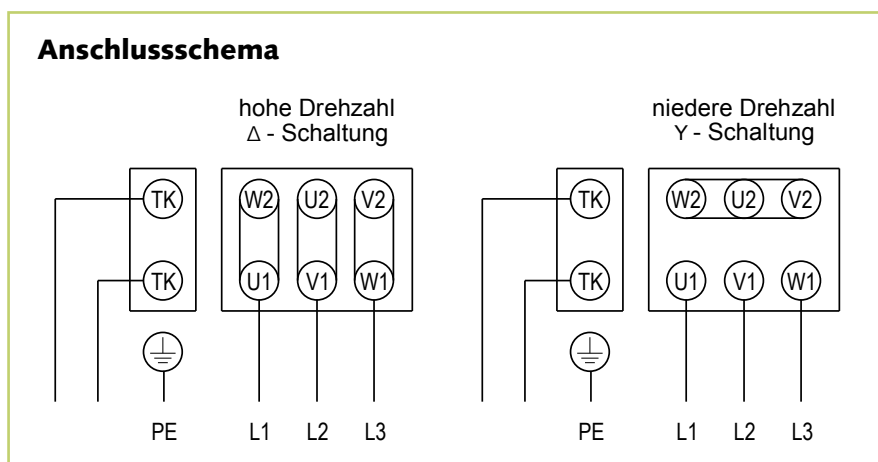 Anschlussschema
hohe Drehzahl
Δ - Schaltung
TK W2 U2 V2
TK U1 V1 W1
PE L1 L2 L3
niedere Drehzahl
Y - Schaltung
TK W2 U2 V2
TK U1 V1 W1
PE L1 L2 L3